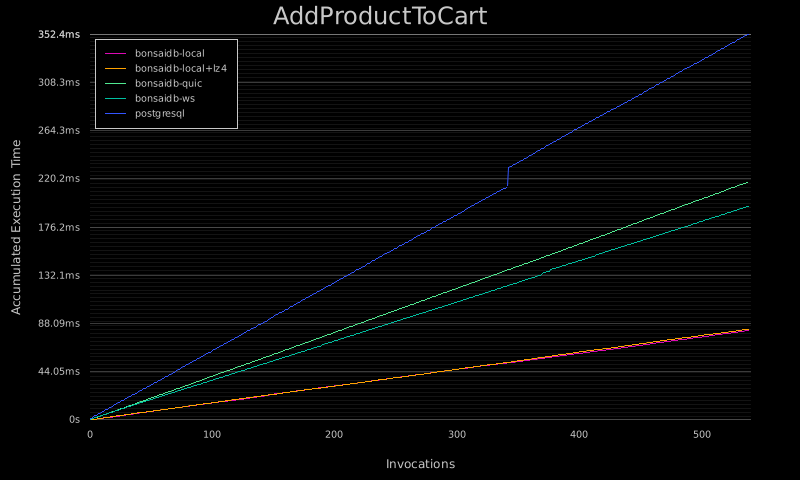 AddProductToCart
352.4ms
308.3ms
264.3ms
220.2ms
176.2ms
132.1ms
88.09ms
44.05ms
0s
Accumulated Execution Time
bonsaidb-local
bonsaidb-local+lz4
bonsaidb-quic
bonsaidb-ws
postgresql
0 100 200 300 400 500
Invocations